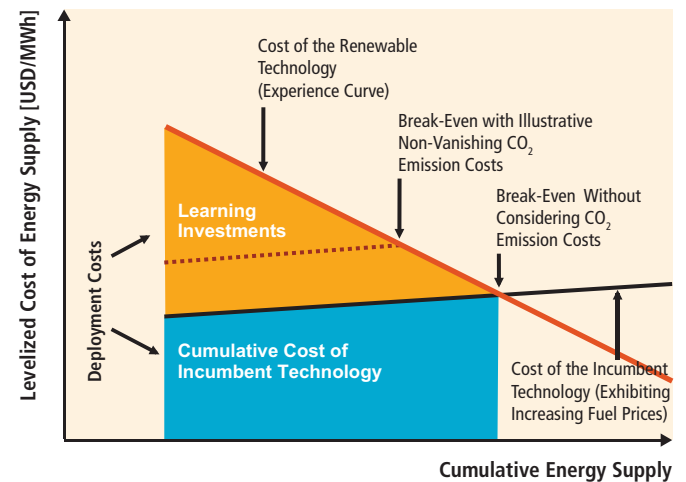 Levelized Cost of Energy Supply [USD/MWh]
Cost of the Renewable
Technology
(Experience Curve)
Break-Even with Illustrative
Non-Vanishing CO₂
Emission Costs
Break-Even Without
Considering CO₂
Emission Costs
Learning
Investments
Deployment Costs
Cumulative Cost of
Incumbent Technology
Cost of the Incumbent
Technology (Exhibiting
Increasing Fuel Prices)
Cumulative Energy Supply